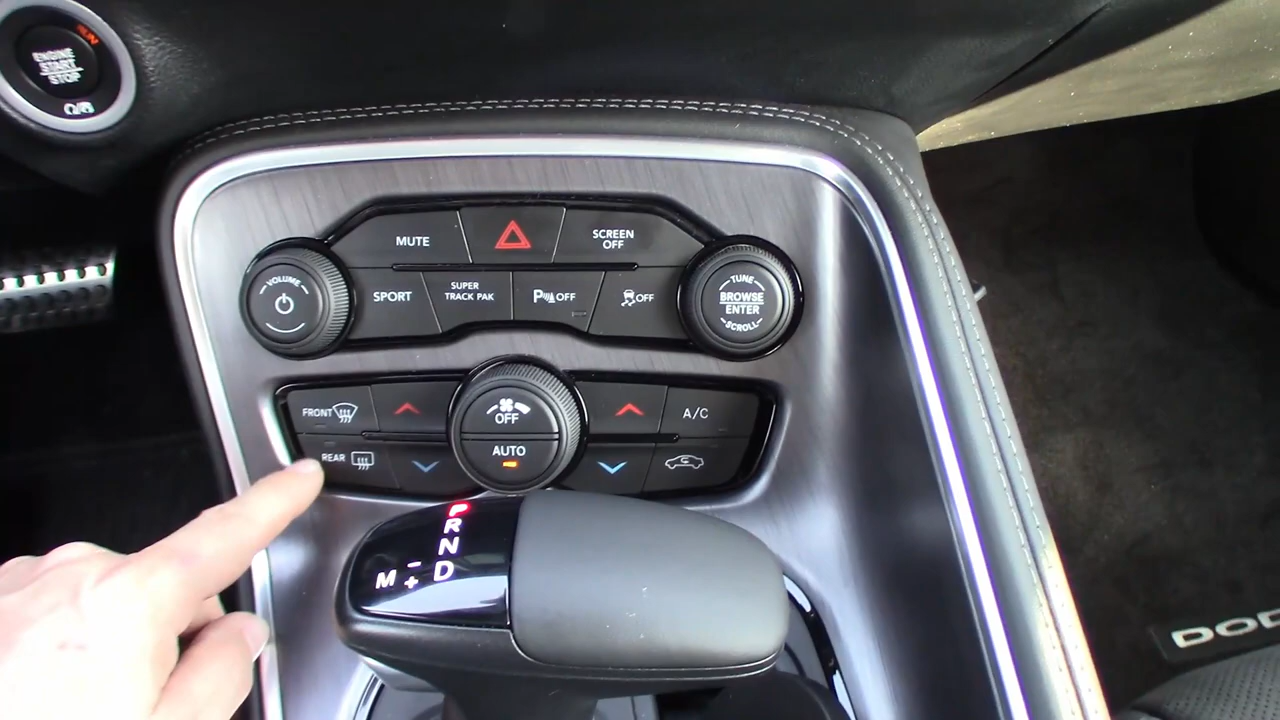 RUN
ENGINE
START
STOP
MUTE
SCREEN
OFF
VOLUME
SPORT
SUPER
TRACK PAK
P OFF
OFF
TUNE
BROWSE
ENTER
SCROLL
FRONT
OFF
A/C
REAR
AUTO
P
R
N
D
M - +
DOD